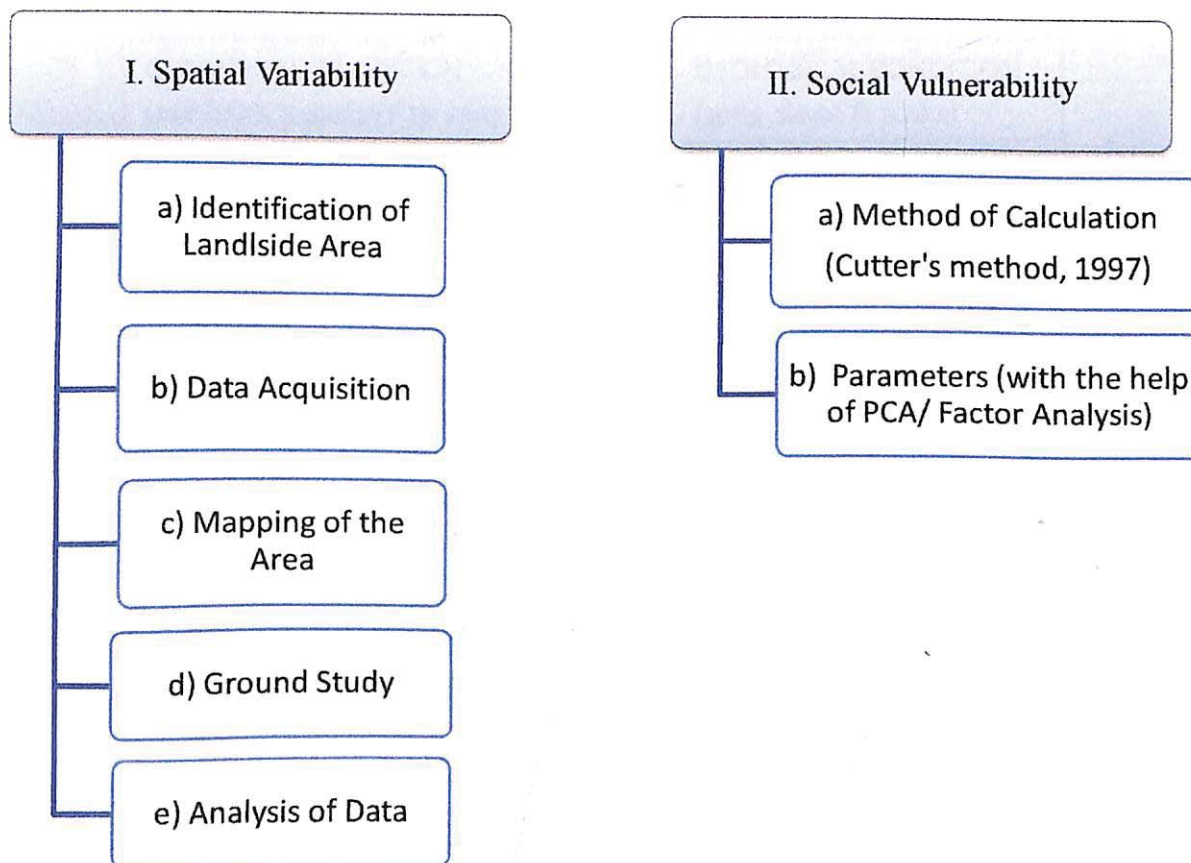 I. Spatial Variability
a) Identification of
Landlside Area
b) Data Acquisition
c) Mapping of the
Area
d) Ground Study
e) Analysis of Data
II. Social Vulnerability
a) Method of Calculation
(Cutter's method, 1997)
b) Parameters (with the help
of PCA/ Factor Analysis)